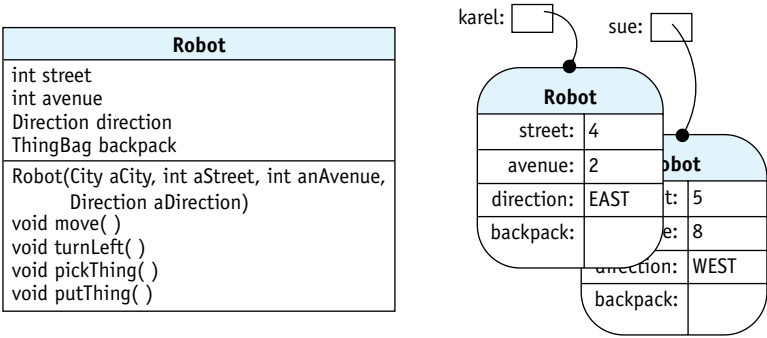 Robot
int street
int avenue
Direction direction
ThingBag backpack
Robot(City aCity, int aStreet, int anAvenue,
Direction aDirection)
void move( )
void turnLeft( )
void pickThing( )
void putThing( )
karel:
sue:
Robot
street: 4
avenue: 2
direction: EAST
backpack:
obot
t: 5
e: 8
direction: WEST
backpack: